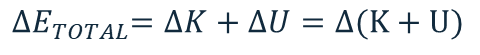 ΔE_TOTAL = ΔK + ΔU = Δ(K + U)